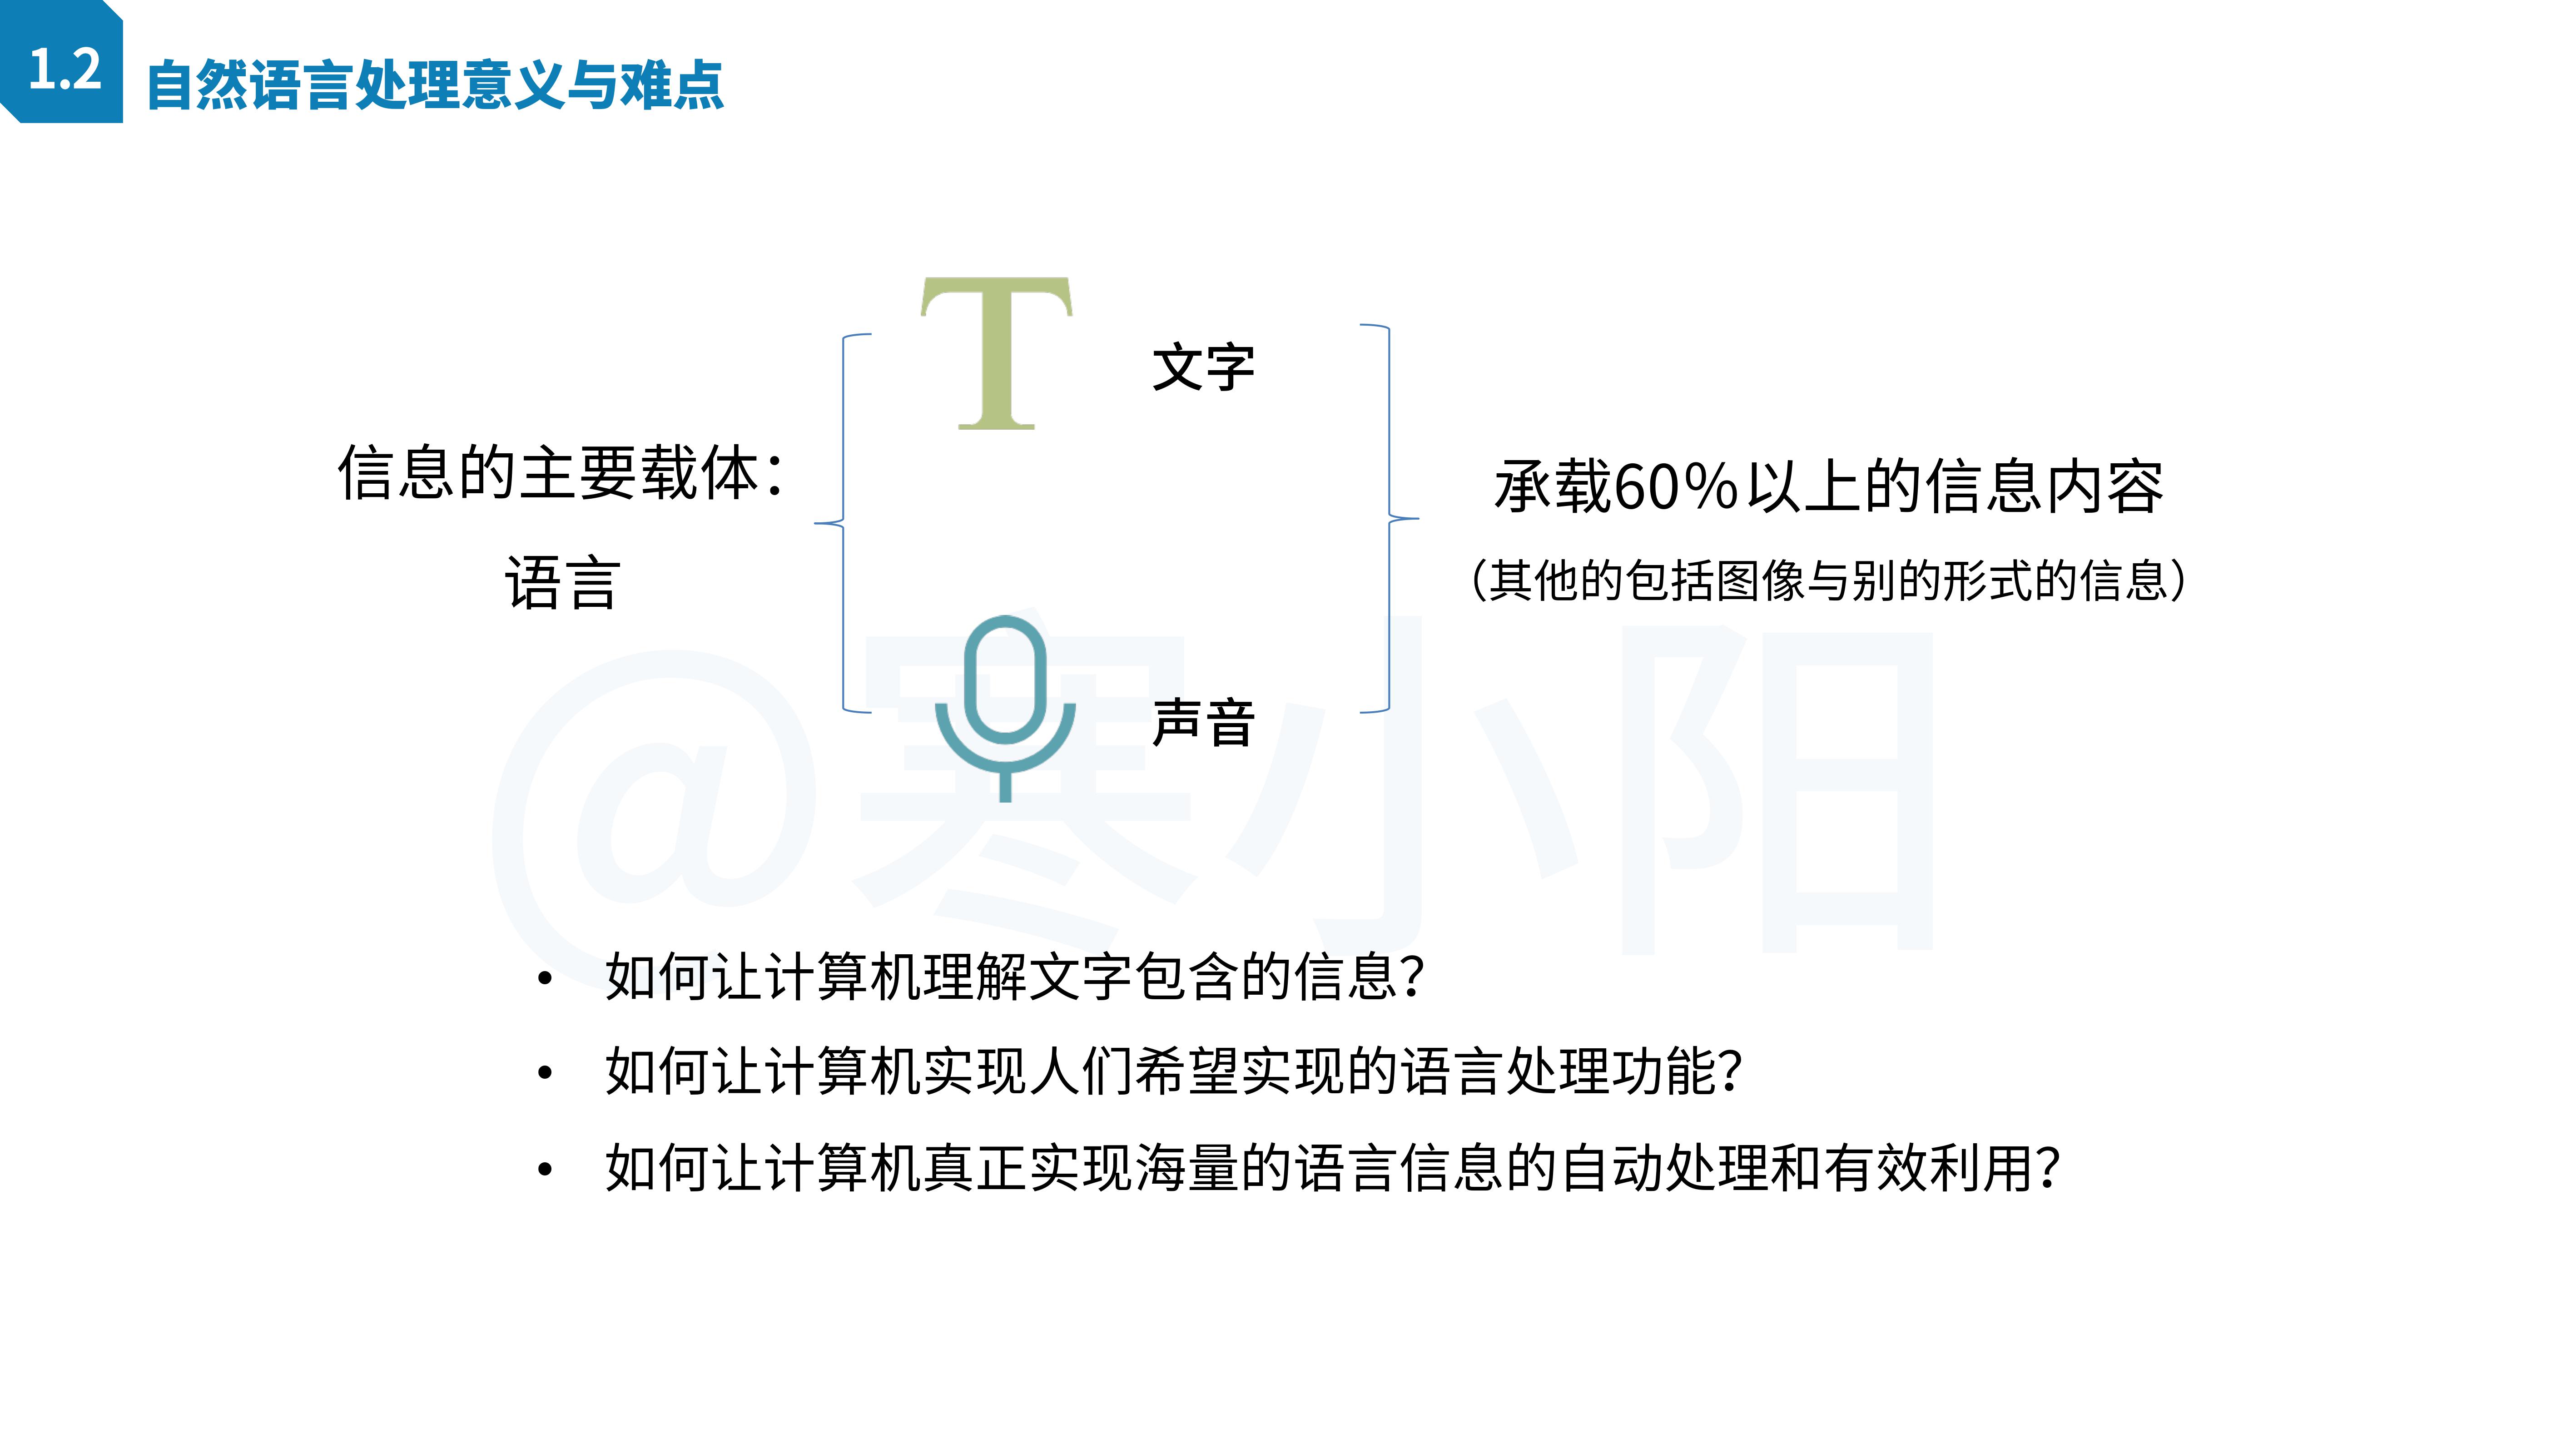 1.2
自然语言处理意义与难点
T
文字
信息的主要载体：
语言
承载60%以上的信息内容
（其他的包括图像与别的形式的信息）
声音
@寒小阳
• 如何让计算机理解文字包含的信息？
• 如何让计算机实现人们希望实现的语言处理功能？
• 如何让计算机真正实现海量的语言信息的自动处理和有效利用？